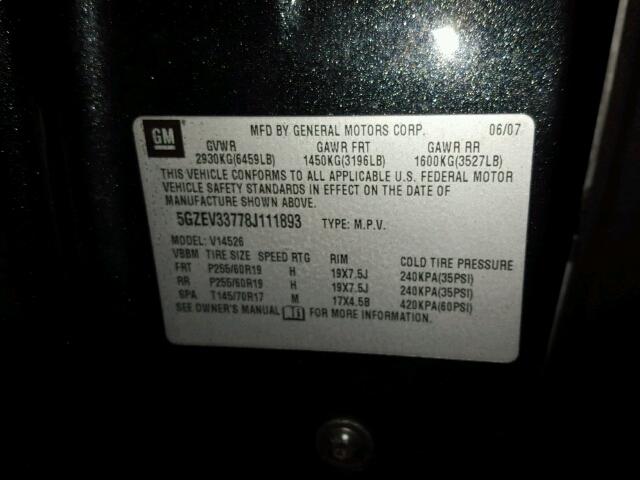 GM
MFD BY GENERAL MOTORS CORP. 06/07
GVWR GAWR FRT GAWR RR
2930KG(6459LB) 1450KG(3196LB) 1600KG(3527LB)
THIS VEHICLE CONFORMS TO ALL APPLICABLE U.S. FEDERAL MOTOR
VEHICLE SAFETY STANDARDS IN EFFECT ON THE DATE OF
MANUFACTURE SHOWN ABOVE.
5GZEV33778J111893 TYPE: M.P.V.
MODEL: V14526
VBBM TIRE SIZE SPEED RTG RIM COLD TIRE PRESSURE
FRT P255/60R19 H 19X7.5J 240KPA(35PSI)
RR P255/60R19 H 19X7.5J 240KPA(35PSI)
SPA T145/70R17 M 17X4.5B 420KPA(60PSI)
SEE OWNER'S MANUAL i FOR MORE INFORMATION.